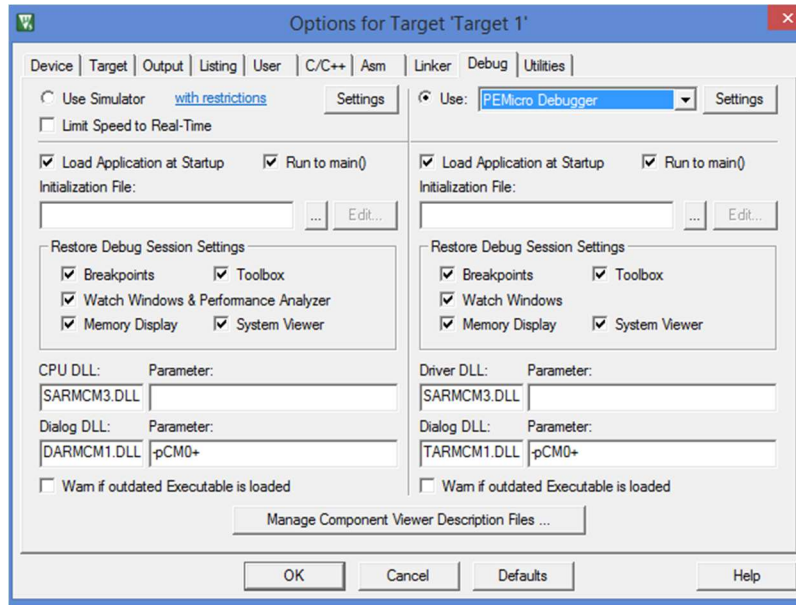 Options for Target 'Target 1'
Device Target Output Listing User C/C++ Asm Linker Debug Utilities
Use Simulator with restrictions Settings
Limit Speed to Real-Time
Load Application at Startup Run to main()
Initialization File:
... Edit...
Restore Debug Session Settings
Breakpoints Toolbox
Watch Windows & Performance Analyzer
Memory Display System Viewer
CPU DLL: Parameter:
SARMCM3.DLL
Dialog DLL: Parameter:
DARMCM1.DLL -pCM0+
Warn if outdated Executable is loaded
Use: PEMicro Debugger Settings
Load Application at Startup Run to main()
Initialization File:
... Edit...
Restore Debug Session Settings
Breakpoints Toolbox
Watch Windows
Memory Display System Viewer
Driver DLL: Parameter:
SARMCM3.DLL
Dialog DLL: Parameter:
TARMCM1.DLL -pCM0+
Warn if outdated Executable is loaded
Manage Component Viewer Description Files ...
OK Cancel Defaults Help